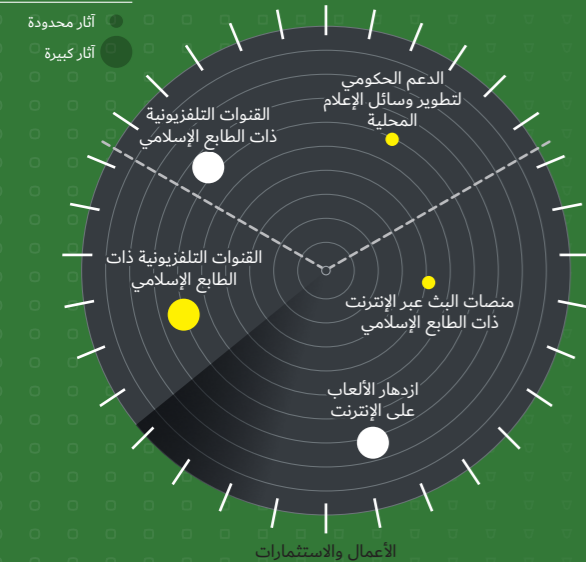 آثار محدودة
آثار كبيرة
الدعم الحكومي
لتطوير وسائل الإعلام
المحلية
القنوات التلفزيونية
ذات الطابع الإسلامي
القنوات التلفزيونية ذات
الطابع الإسلامي
منصات البث عبر الإنترنت
ذات الطابع الإسلامي
ازدهار الألعاب
على الإنترنت
الأعمال والاستثمارات